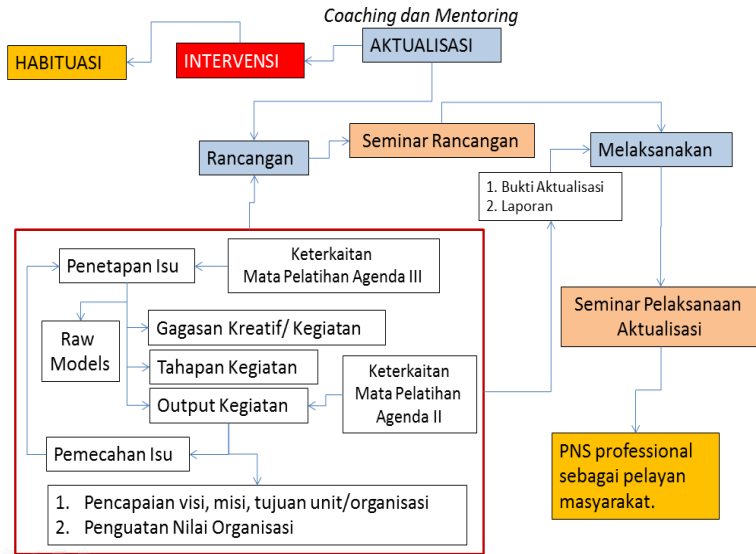 Coaching dan Mentoring
HABITUASI
INTERVENSI
AKTUALISASI
Rancangan
Seminar Rancangan
Melaksanakan
1. Bukti Aktualisasi
2. Laporan
Penetapan Isu
Keterkaitan
Mata Pelatihan Agenda III
Raw
Models
Gagasan Kreatif/ Kegiatan
Tahapan Kegiatan
Output Kegiatan
Keterkaitan
Mata Pelatihan
Agenda II
Pemecahan Isu
1. Pencapaian visi, misi, tujuan unit/organisasi
2. Penguatan Nilai Organisasi
Seminar Pelaksanaan
Aktualisasi
PNS professional
sebagai pelayan
masyarakat.